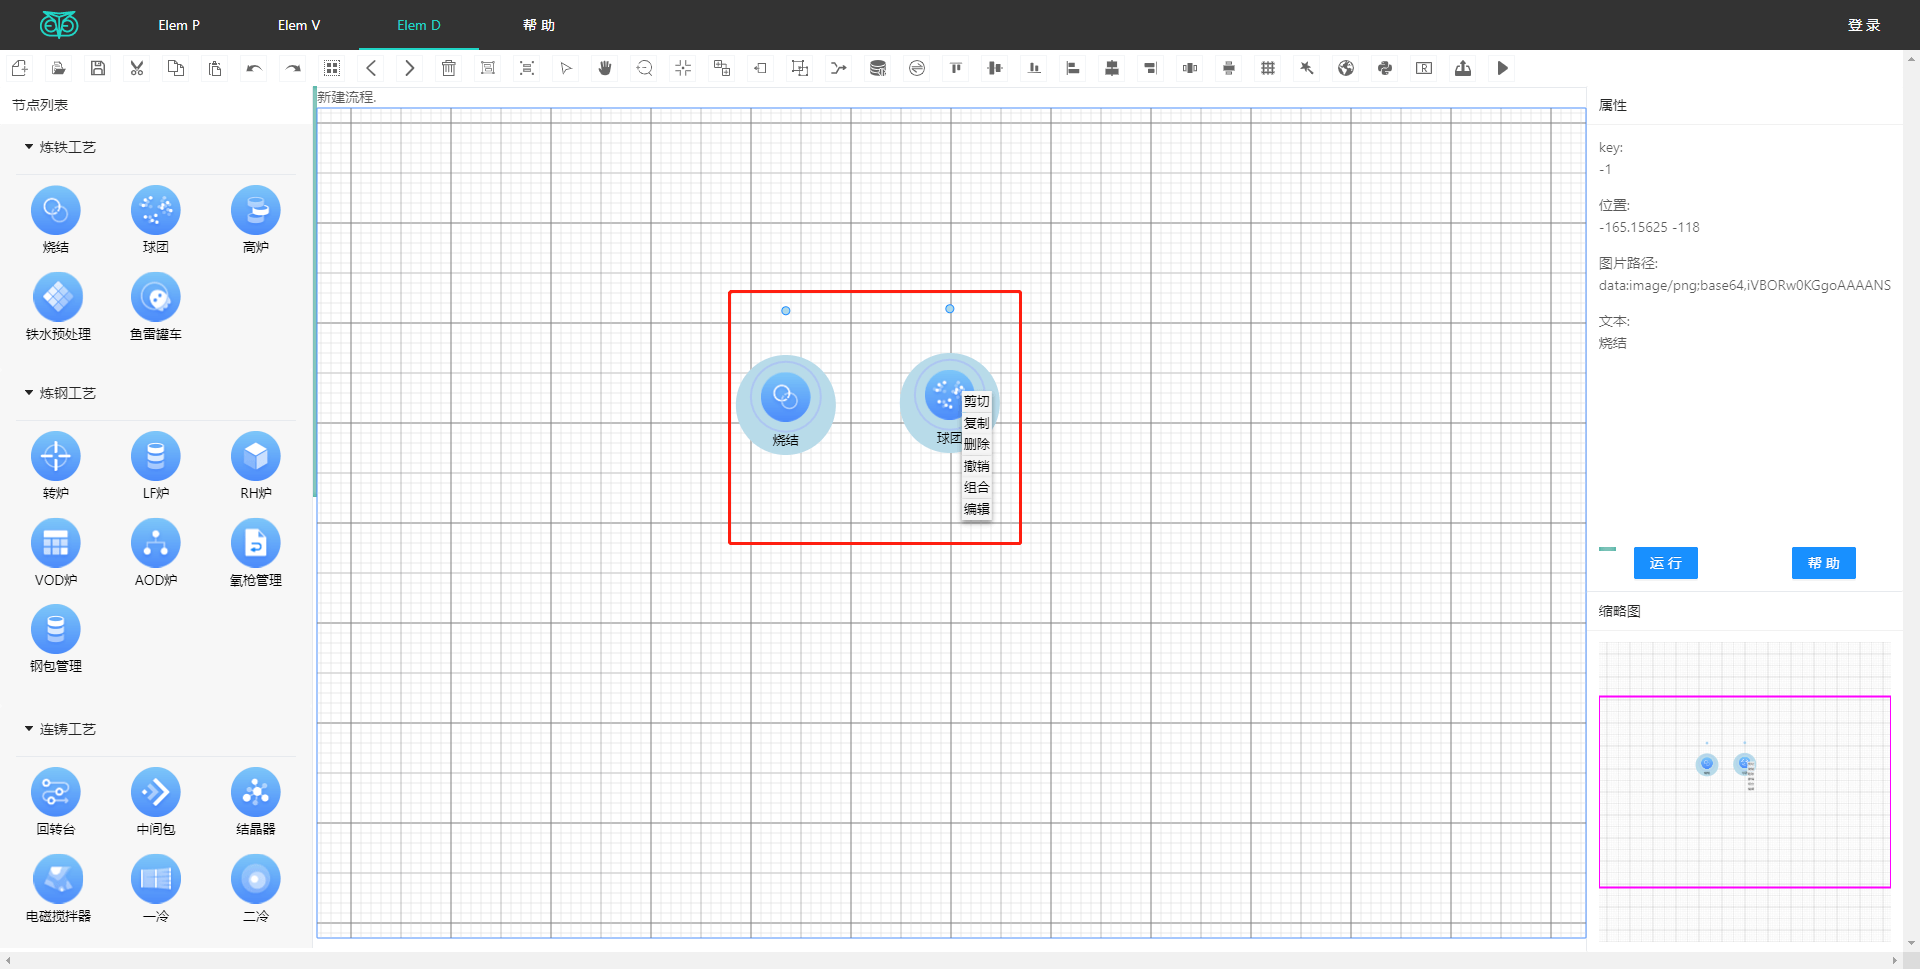 Elem P
Elem V
Elem D
帮 助
登 录
R
节点列表
新建流程.
属性
炼铁工艺
烧结
球团
高炉
铁水预处理
鱼雷罐车
炼钢工艺
转炉
LF炉
RH炉
VOD炉
AOD炉
氧枪管理
钢包管理
连铸工艺
回转台
中间包
结晶器
电磁搅拌器
一冷
二冷
烧结
球团
剪切
复制
删除
撤销
组合
编辑
key:
-1
位置:
-165.15625 -118
图片路径:
data:image/png;base64,iVBORw0KGgoAAAANS
文本:
烧结
运 行
帮 助
缩略图